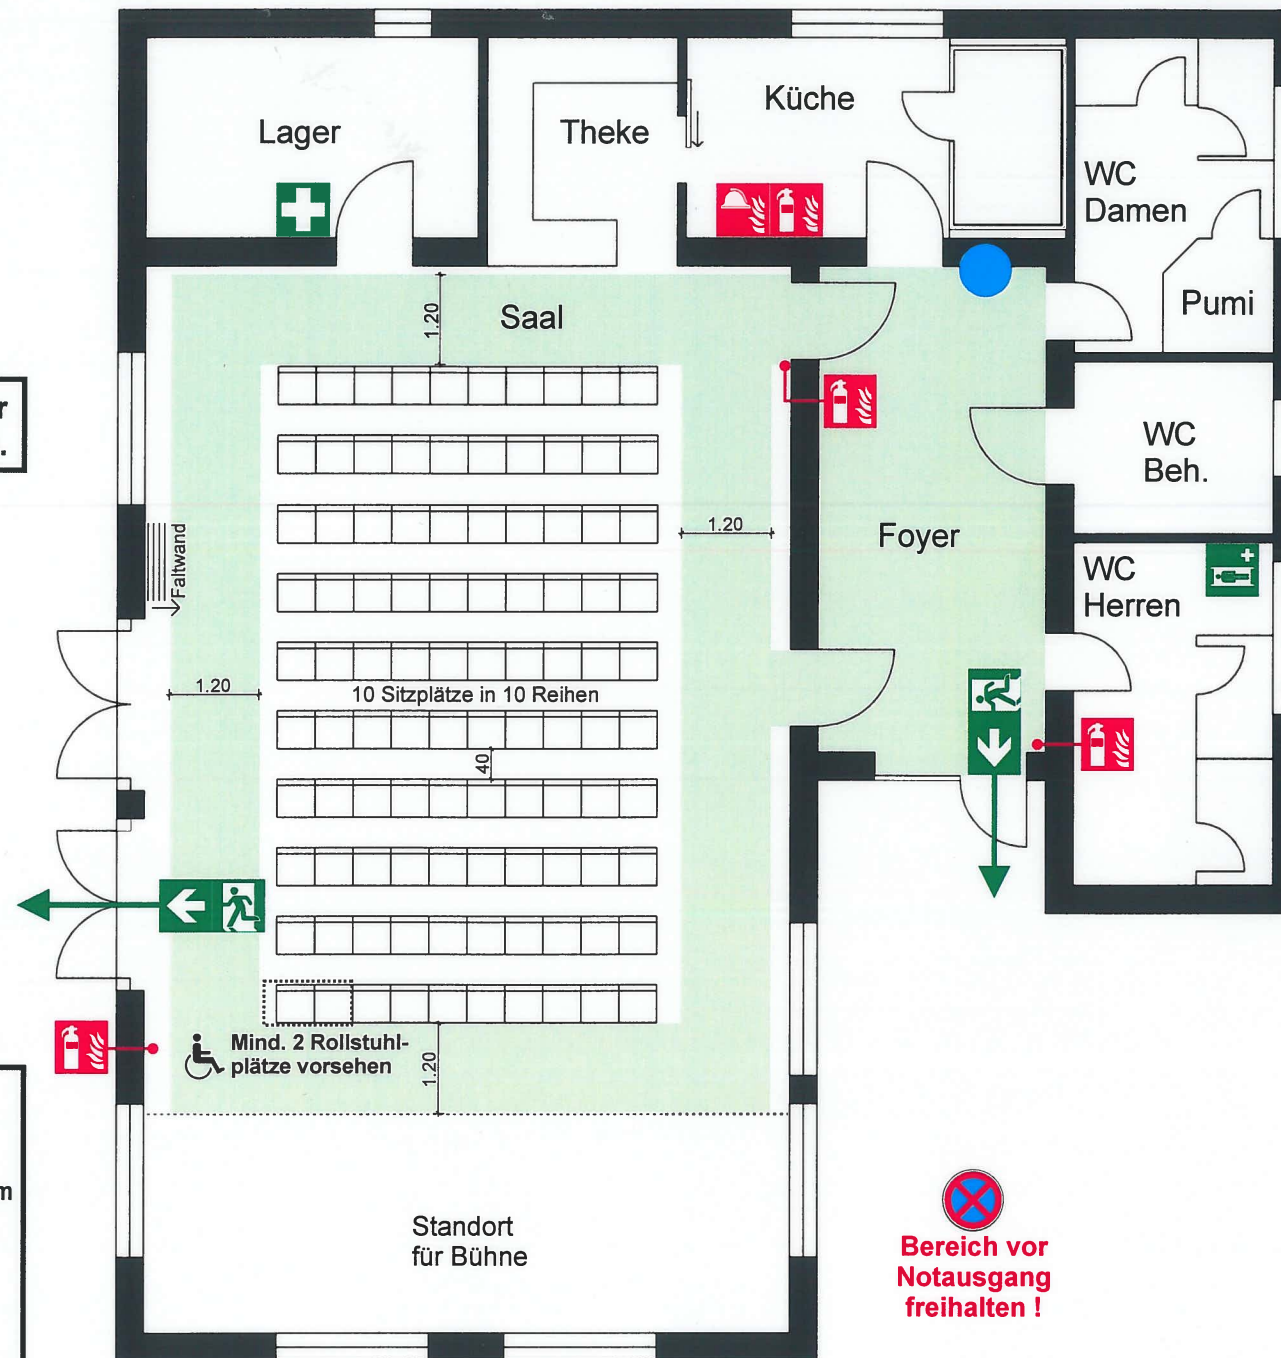 Lager
Theke
Küche
WC
Damen
Pumi
Saal
1.20
r
.
WC
Beh.
1.20
Foyer
Faltwand
WC
Herren
1.20
10 Sitzplätze in 10 Reihen
40
Mind. 2 Rollstuhl-
plätze vorsehen
1.20
m
Standort
für Bühne
Bereich vor
Notausgang
freihalten !